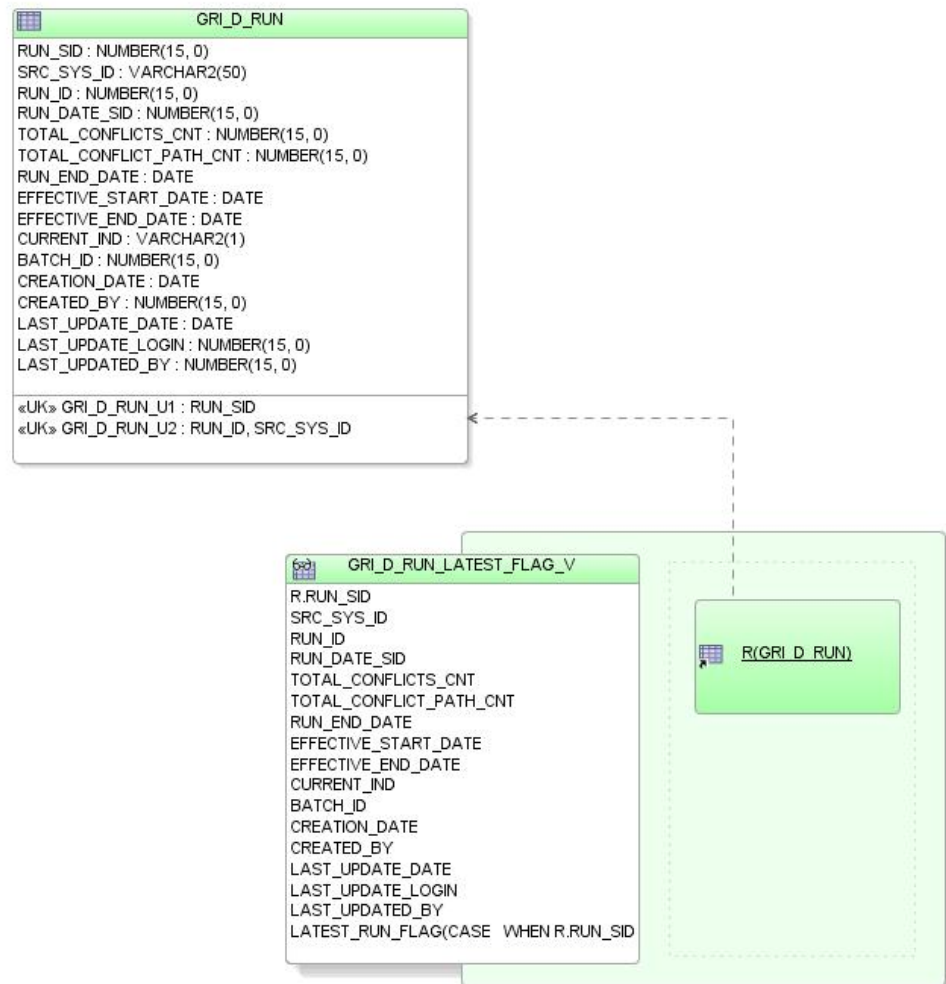 GRI_D_RUN
RUN_SID : NUMBER(15, 0)
SRC_SYS_ID : VARCHAR2(50)
RUN_ID : NUMBER(15, 0)
RUN_DATE_SID : NUMBER(15, 0)
TOTAL_CONFLICTS_CNT : NUMBER(15, 0)
TOTAL_CONFLICT_PATH_CNT : NUMBER(15, 0)
RUN_END_DATE : DATE
EFFECTIVE_START_DATE : DATE
EFFECTIVE_END_DATE : DATE
CURRENT_IND : VARCHAR2(1)
BATCH_ID : NUMBER(15, 0)
CREATION_DATE : DATE
CREATED_BY : NUMBER(15, 0)
LAST_UPDATE_DATE : DATE
LAST_UPDATE_LOGIN : NUMBER(15, 0)
LAST_UPDATED_BY : NUMBER(15, 0)
«UK» GRI_D_RUN_U1 : RUN_SID
«UK» GRI_D_RUN_U2 : RUN_ID, SRC_SYS_ID
GRI_D_RUN_LATEST_FLAG_V
R.RUN_SID
SRC_SYS_ID
RUN_ID
RUN_DATE_SID
TOTAL_CONFLICTS_CNT
TOTAL_CONFLICT_PATH_CNT
RUN_END_DATE
EFFECTIVE_START_DATE
EFFECTIVE_END_DATE
CURRENT_IND
BATCH_ID
CREATION_DATE
CREATED_BY
LAST_UPDATE_DATE
LAST_UPDATE_LOGIN
LAST_UPDATED_BY
LATEST_RUN_FLAG(CASE WHEN R.RUN_SID
R(GRI_D_RUN)